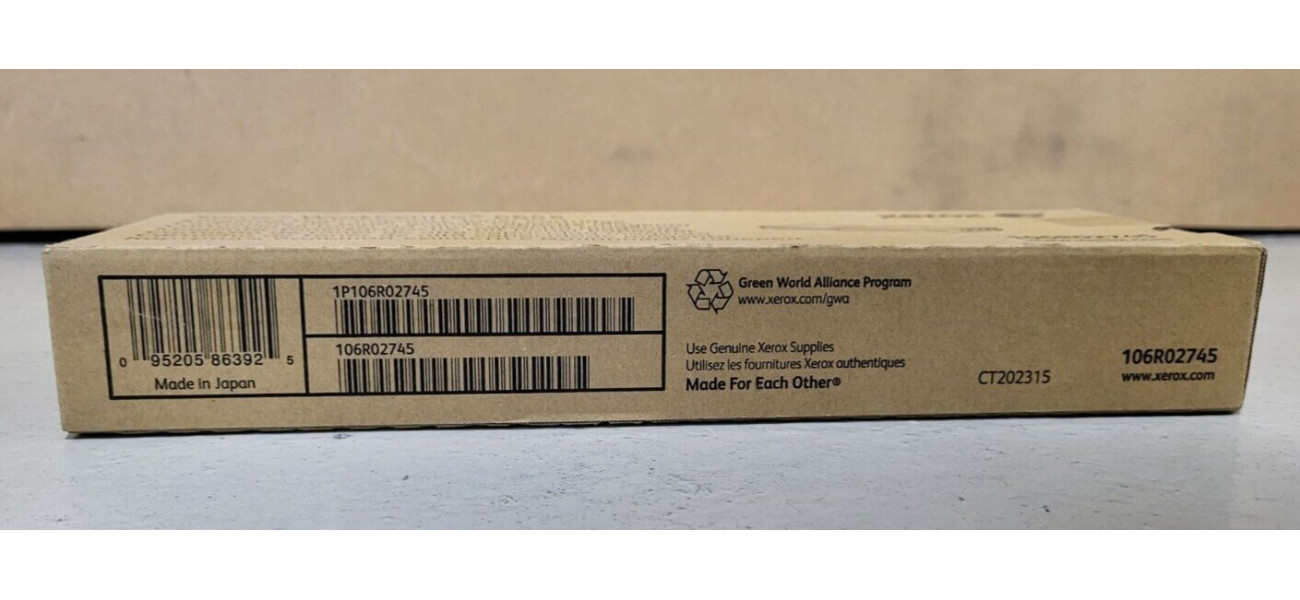 xerox
1P106R02745
106R02745
0 95205 86392 5
Made in Japan
Green World Alliance Program
www.xerox.com/gwa
Use Genuine Xerox Supplies
Utilisez les fournitures Xerox authentiques
Made For Each Other®
CT202315
106R02745
www.xerox.com